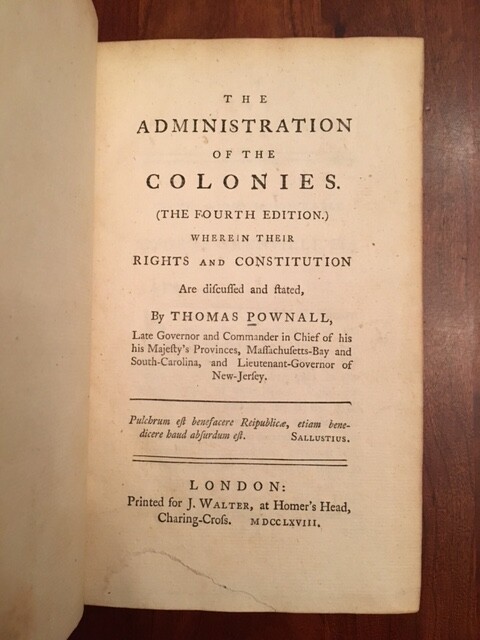 THE
ADMINISTRATION
OF THE
COLONIES.
(THE FOURTH EDITION.)
WHEREIN THEIR
RIGHTS AND CONSTITUTION
Are diſcuſſed and ſtated,
By THOMAS POWNALL,
Late Governor and Commander in Chief of his
his Majeſty's Provinces, Maſſachuſetts-Bay and
South-Carolina, and Lieutenant-Governor of
New-Jerſey.
Pulchrum eſt benefacere Reipublicæ, etiam bene-
dicere haud abſurdum eſt. SALLUSTIUS.
LONDON:
Printed for J. WALTER, at Homer's Head,
Charing-Croſs. MDCCLXVIII.